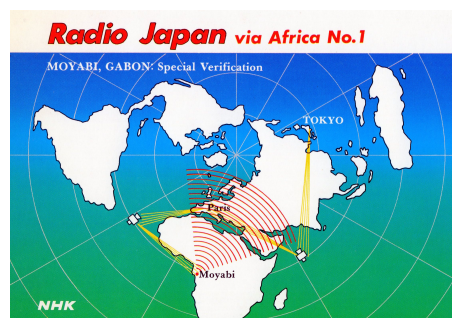 Radio Japan via Africa No.1
MOYABI, GABON: Special Verification
TOKYO
Paris
Moyabi
NHK